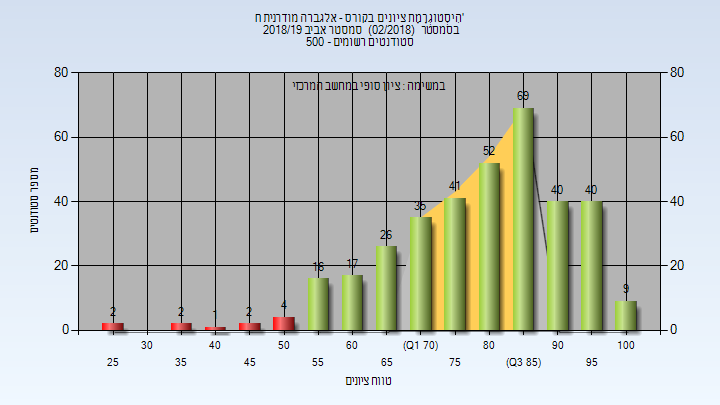 היסטוגרמת ציונים בקורס - אלגברה מודרנית ח'
בסמסטר (02/2018) סמסטר אביב 2018/19
סטודנטים רשומים - 500
במשימה : ציון סופי במחשב המרכזי
80 80
60 60
40 40
20 20
0 0
מספר סטודנטים
2 2 1 2 4 16 17 26 35 41 52 69 40 40 9
30 40 50 60 (Q1 70) 80 90 100
25 35 45 55 65 75 (Q3 85) 95
טווח ציונים